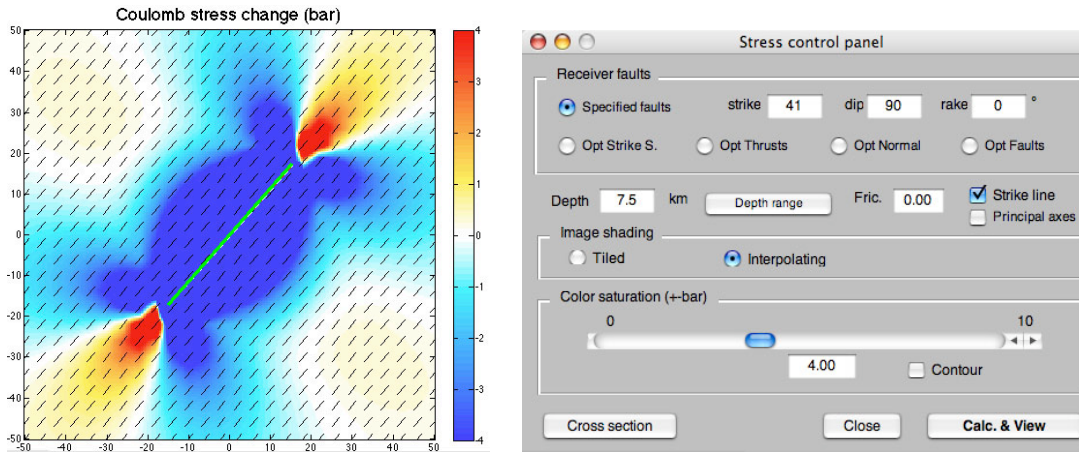 Coulomb stress change (bar)
50
40
30
20
10
0
-10
-20
-30
-40
-50
-50 -40 -30 -20 -10 0 10 20 30 40 50
4
3
2
1
0
-1
-2
-3
-4
Stress control panel
Receiver faults
Specified faults strike 41 dip 90 rake 0 °
Opt Strike S. Opt Thrusts Opt Normal Opt Faults
Depth 7.5 km Depth range Fric. 0.00 Strike line
Principal axes
Image shading
Tiled Interpolating
Color saturation (+-bar)
0 10
4.00 Contour
Cross section Close Calc. & View